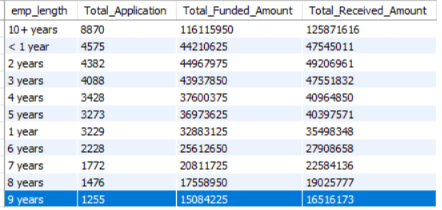 emp_length Total_Application Total_Funded_Amount Total_Received_Amount
10+ years 8870 116115950 125871616
< 1 year 4575 44210625 47545011
2 years 4382 44967975 49206961
3 years 4088 43937850 47551832
4 years 3428 37600375 40964850
5 years 3273 36973625 40397571
1 year 3229 32883125 35498348
6 years 2228 25612650 27908658
7 years 1772 20811725 22584136
8 years 1476 17558950 19025777
9 years 1255 15084225 16516173